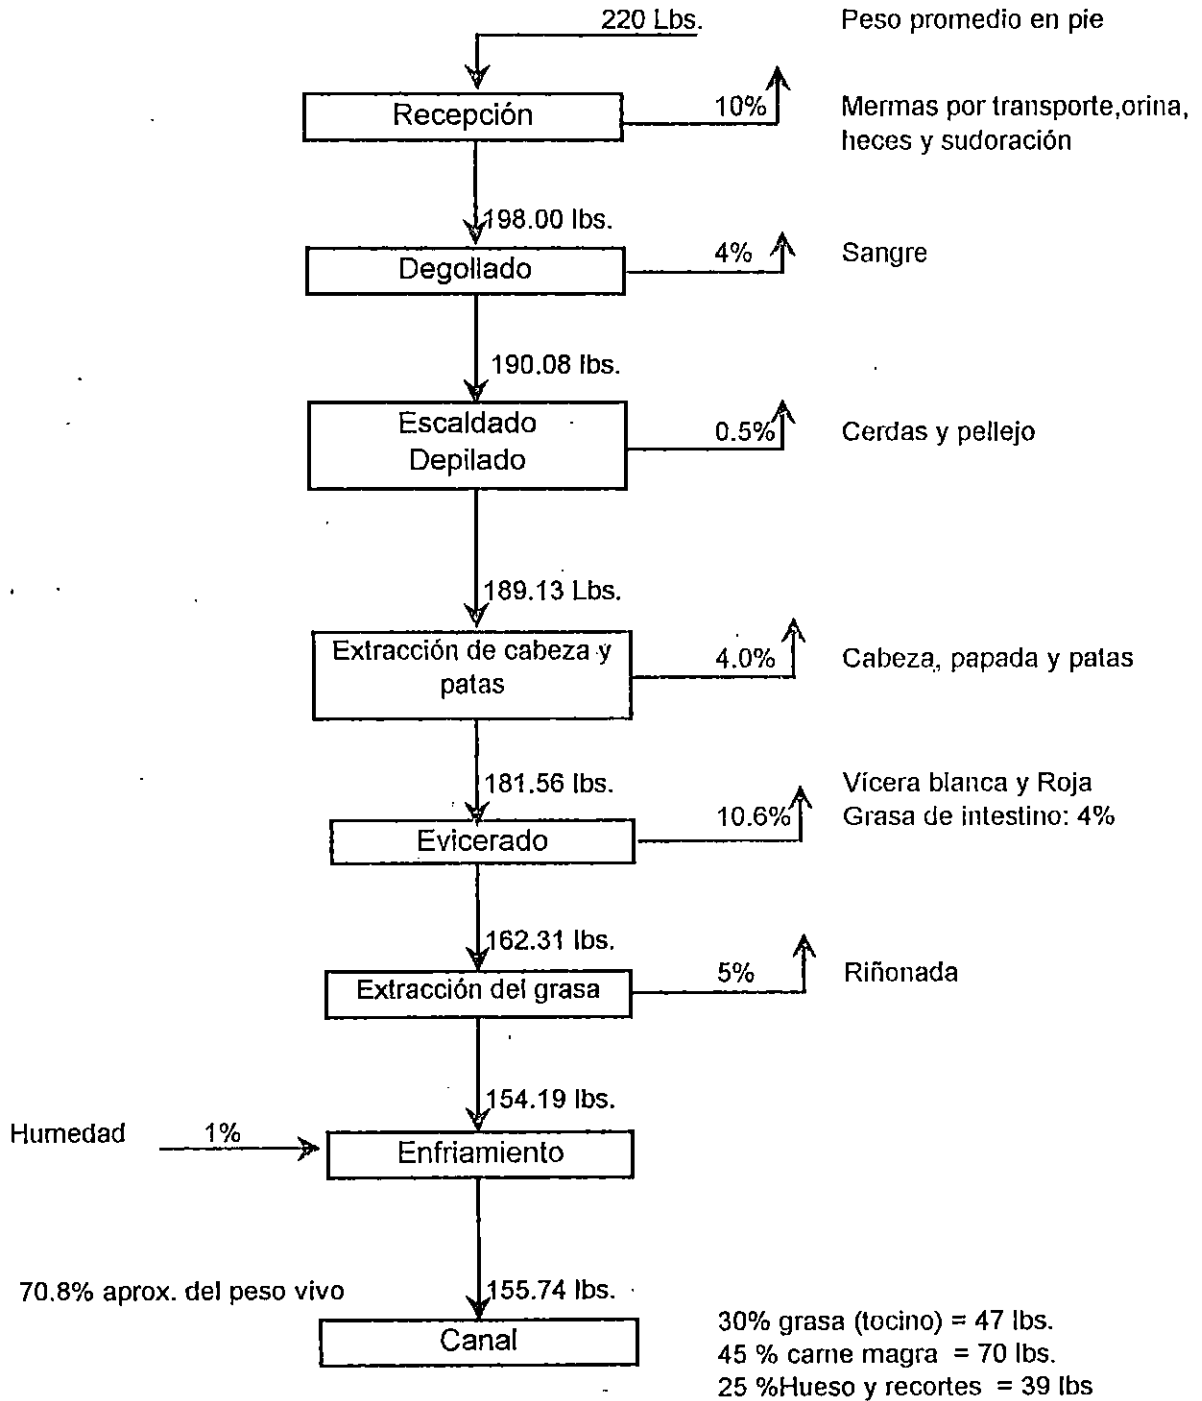 220 Lbs.
Peso promedio en pie
Recepción
10%
Mermas por transporte,orina,
heces y sudoración
198.00 lbs.
Degollado
4%
Sangre
190.08 lbs.
Escaldado
Depilado
0.5%
Cerdas y pellejo
189.13 Lbs.
Extracción de cabeza y
patas
4.0%
Cabeza, papada y patas
181.56 lbs.
Evicerado
10.6%
Vícera blanca y Roja
Grasa de intestino: 4%
162.31 lbs.
Extracción del grasa
5%
Riñonada
154.19 lbs.
Humedad
1%
Enfriamiento
70.8% aprox. del peso vivo
155.74 lbs.
Canal
30% grasa (tocino) = 47 lbs.
45 % carne magra = 70 lbs.
25 %Hueso y recortes = 39 lbs